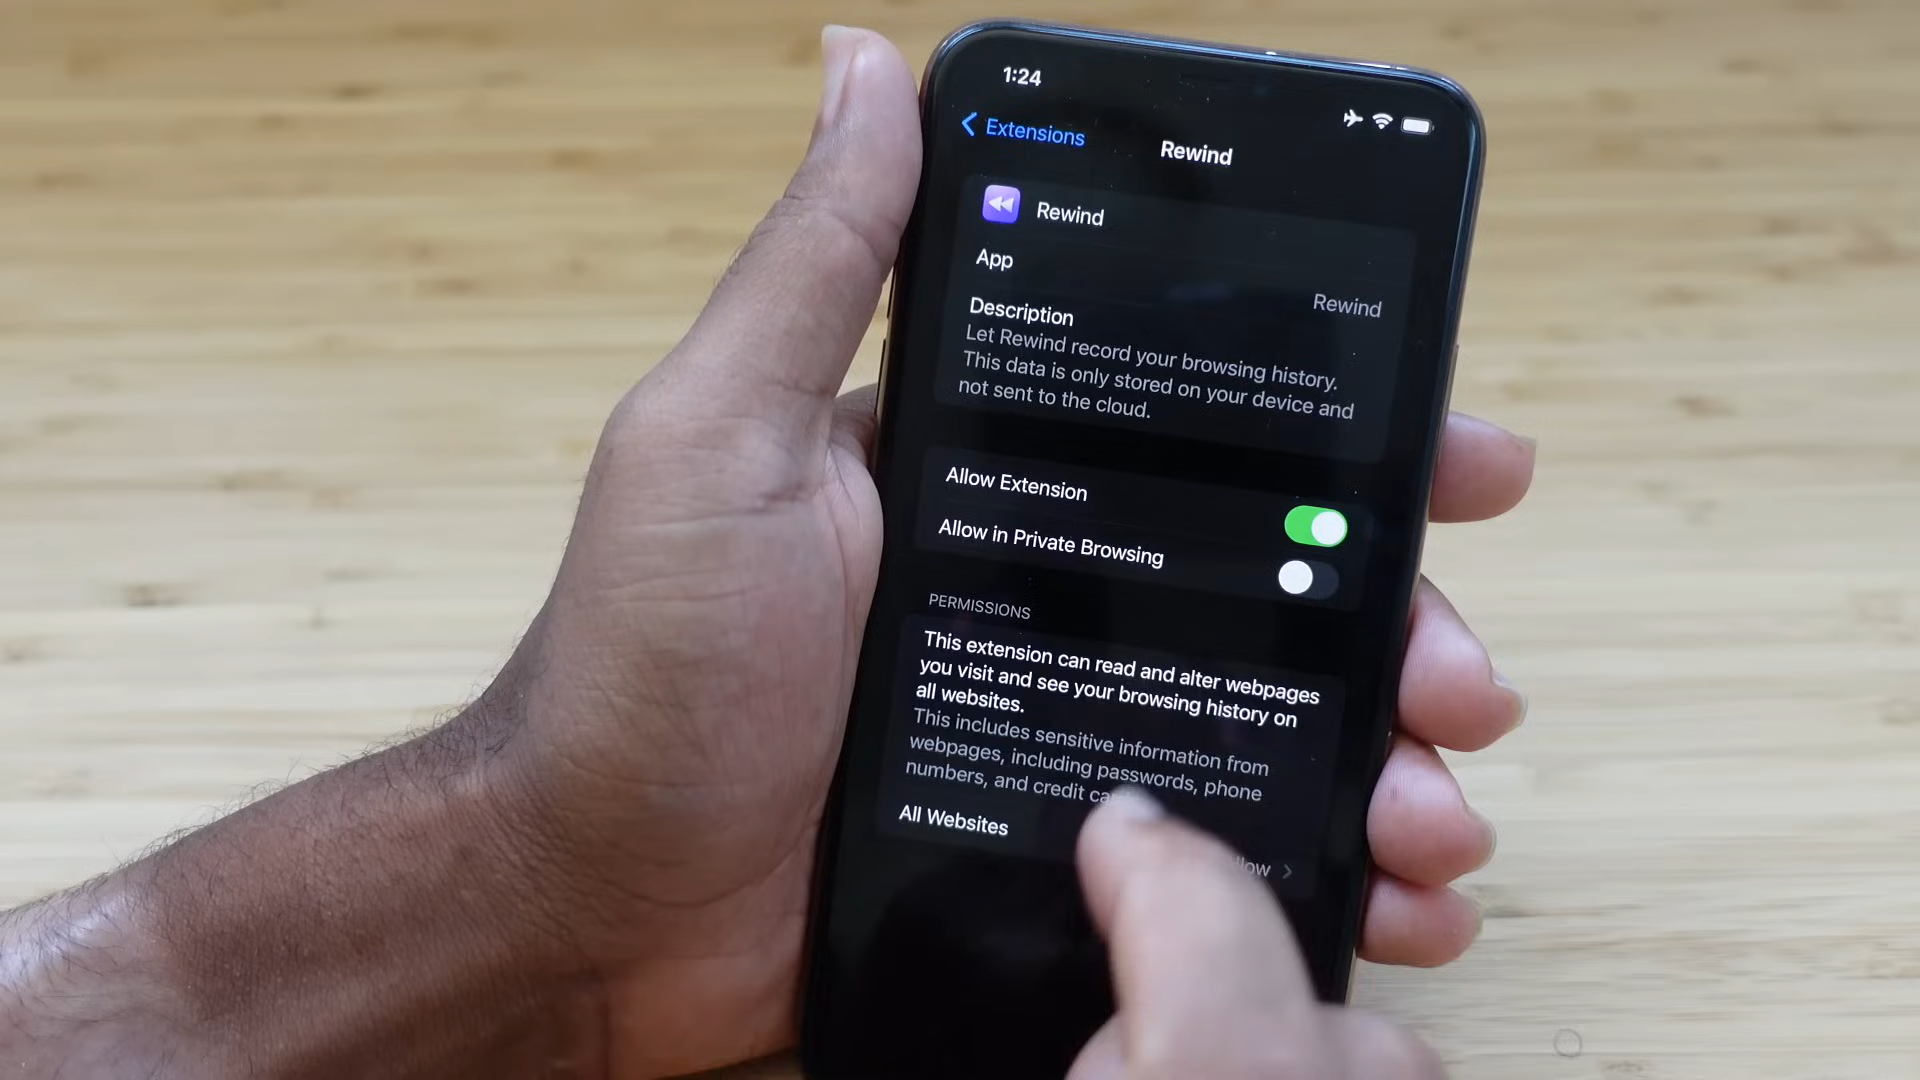 1:24
Extensions
Rewind
Rewind
App
Rewind
Description
Let Rewind record your browsing history.
This data is only stored on your device and
not sent to the cloud.
Allow Extension
Allow in Private Browsing
PERMISSIONS
This extension can read and alter webpages
you visit and see your browsing history on
all websites.
This includes sensitive information from
webpages, including passwords, phone
numbers, and credit
All Websites